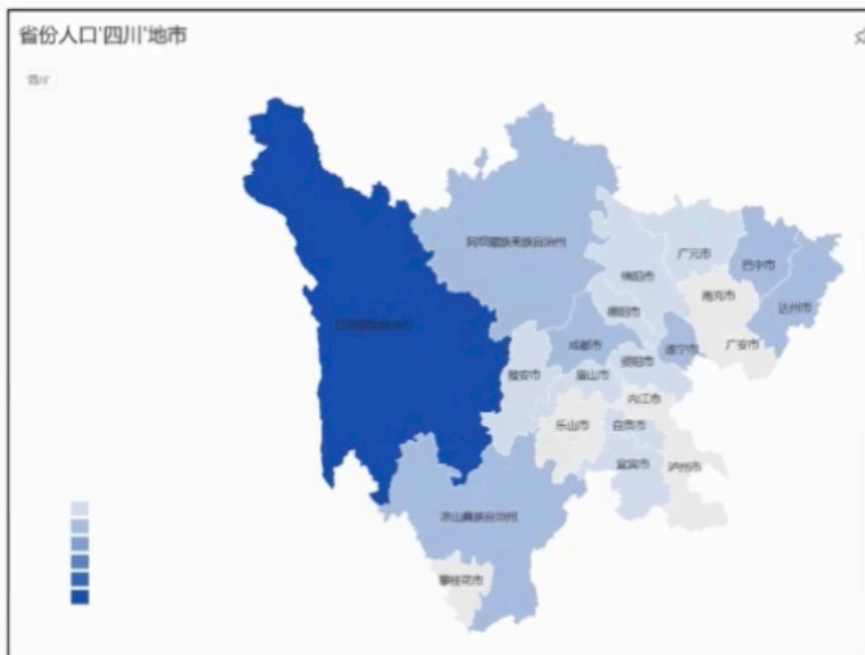 省份人口'四川'地市
'四川'
阿坝藏族羌族自治州
广元市
巴中市
绵阳市
南充市
达州市
德阳市
成都市
遂宁市
广安市
资阳市
雅安市
眉山市
内江市
乐山市
自贡市
宜宾市
泸州市
凉山彝族自治州
攀枝花市